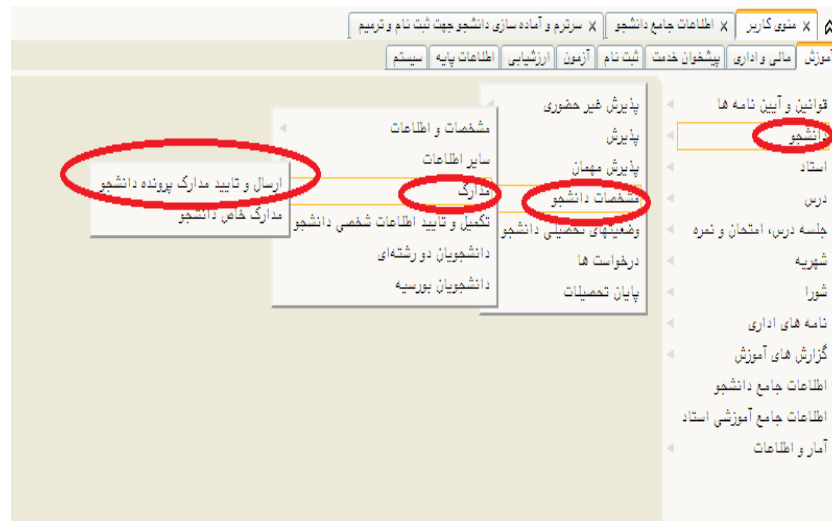 منوی کاربر × اطلاعات جامع دانشجو × سرترم و آماده سازی دانشجو جهت ثبت نام و ترمیم ×
آموزش مالی و اداری پیشخوان خدمت ثبت نام آزمون ارزشیابی اطلاعات پایه سیستم
قوانین و آیین نامه ها
دانشجو
استاد
درس
جلسه درس، امتحان و نمره
شهریه
شورا
نامه های اداری
گزارش های آموزش
اطلاعات جامع دانشجو
اطلاعات جامع آموزشی استاد
آمار و اطلاعات
پذیرش غیر حضوری
پذیرش
پذیرش مهمان
مشخصات دانشجو
وضعیتهای تحصیلی دانشجو
درخواست ها
پایان تحصیلات
مشخصات و اطلاعات
سایر اطلاعات
مدارک
تکمیل و تایید اطلاعات شخصی دانشجو
دانشجویان دو رشته‌ای
دانشجویان بورسیه
ارسال و تایید مدارک پرونده دانشجو
مدارک خاص دانشجو